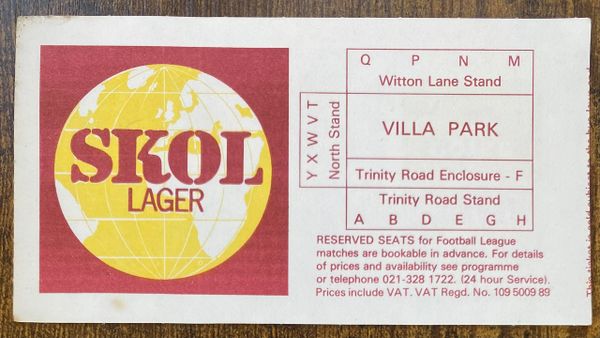 SKOL
LAGER
Q P N M
Witton Lane Stand
Y X W V T
North Stand
VILLA PARK
Trinity Road Enclosure - F
Trinity Road Stand
A B D E G H
RESERVED SEATS for Football League
matches are bookable in advance. For details
of prices and availability see programme
or telephone 021-328 1722. (24 hour Service).
Prices include VAT. VAT Regd. No. 109 5009 89